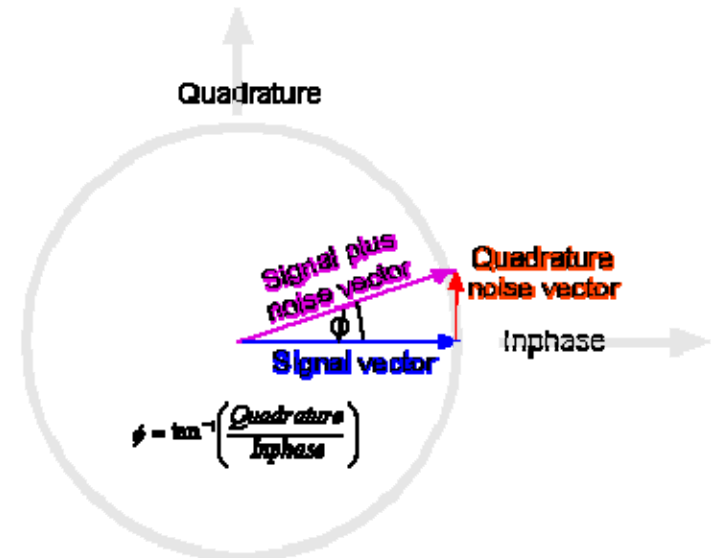 Quadrature
Signal plus
noise vector
Quadrature
noise vector
ϕ
Inphase
Signal vector
ϕ = tan⁻¹(Quadrature / Inphase)